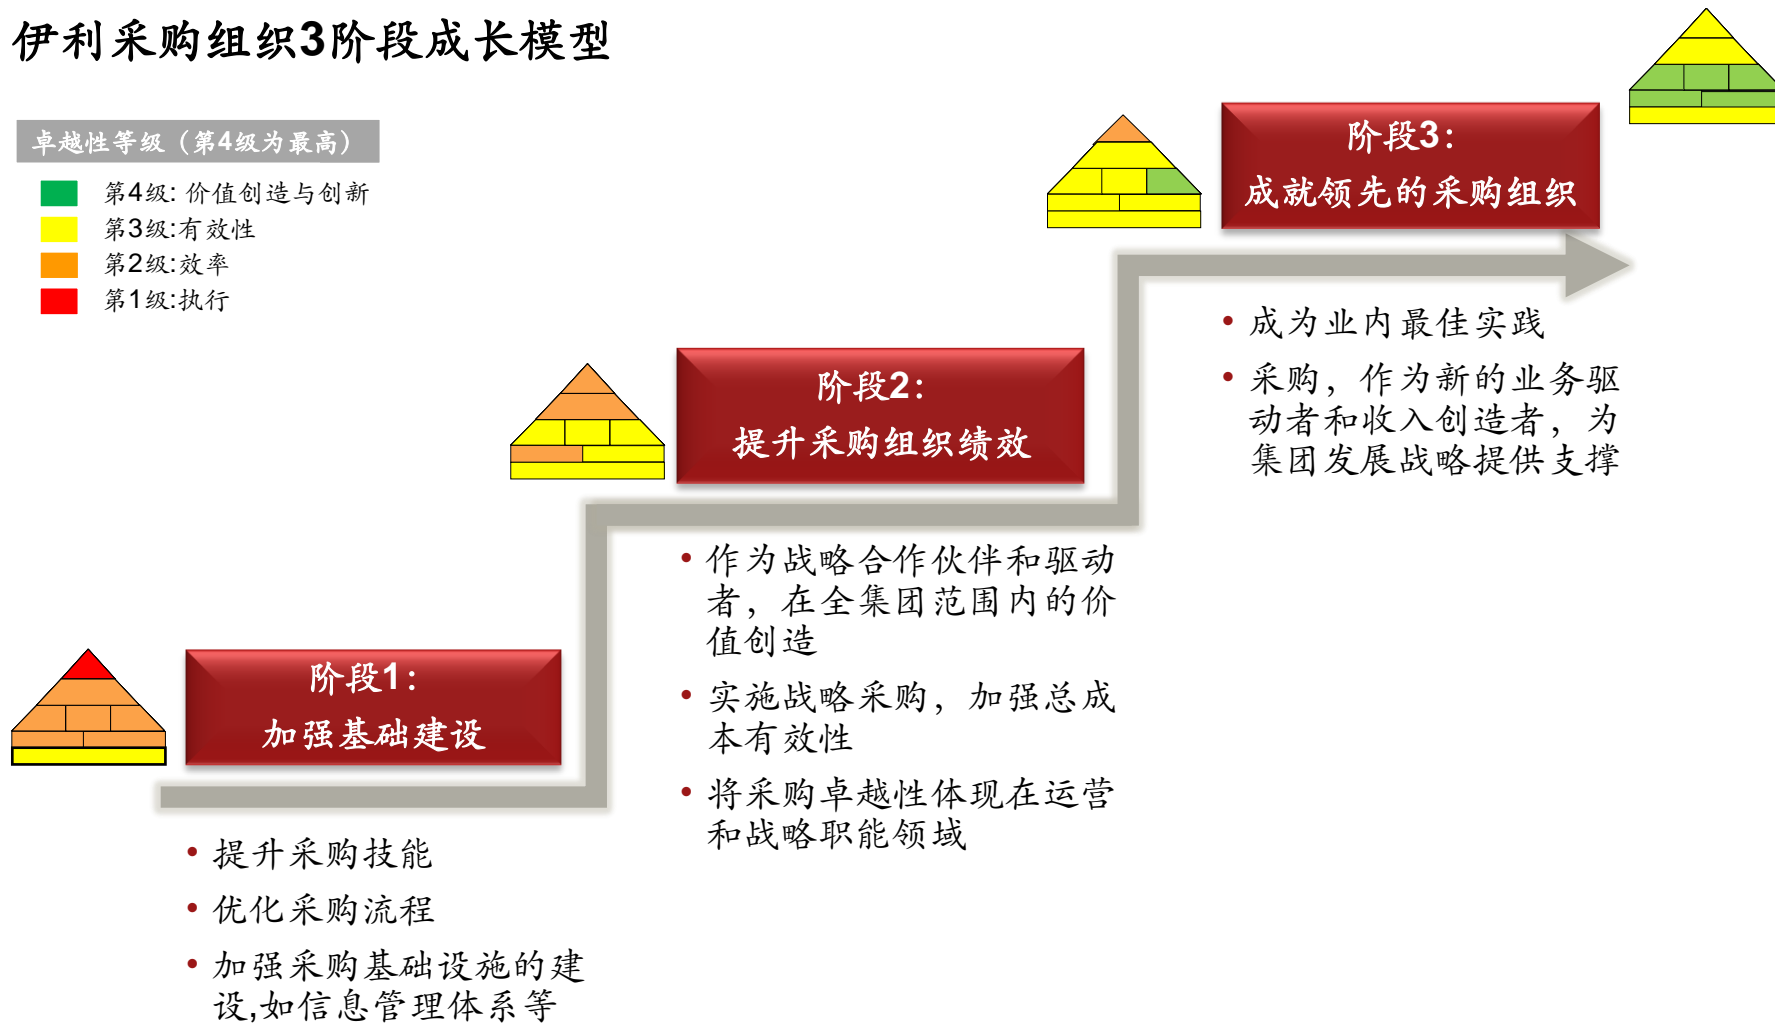 伊利采购组织3阶段成长模型
卓越性等级（第4级为最高）
第4级: 价值创造与创新
第3级:有效性
第2级:效率
第1级:执行
阶段3：
成就领先的采购组织
• 成为业内最佳实践
• 采购，作为新的业务驱
动者和收入创造者，为
集团发展战略提供支撑
阶段2：
提升采购组织绩效
• 作为战略合作伙伴和驱动
者，在全集团范围内的价
值创造
• 实施战略采购，加强总成
本有效性
• 将采购卓越性体现在运营
和战略职能领域
阶段1：
加强基础建设
• 提升采购技能
• 优化采购流程
• 加强采购基础设施的建
设,如信息管理体系等